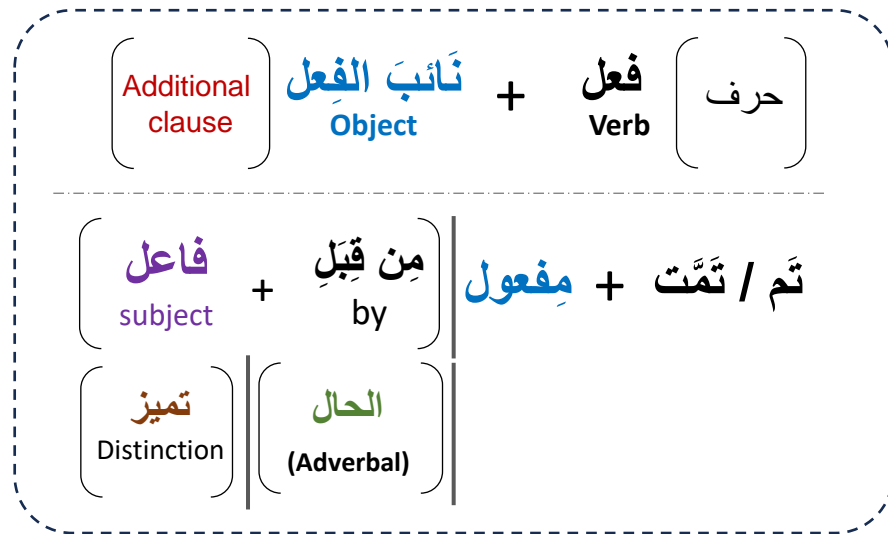 حرف
فعل
Verb
+
نَائبَ الفِعل
Object
Additional
clause
تَم / تَمَّت + مِفعول
مِن قِبَلِ
by
+
فاعل
subject
الحال
(Adverbal)
تميز
Distinction